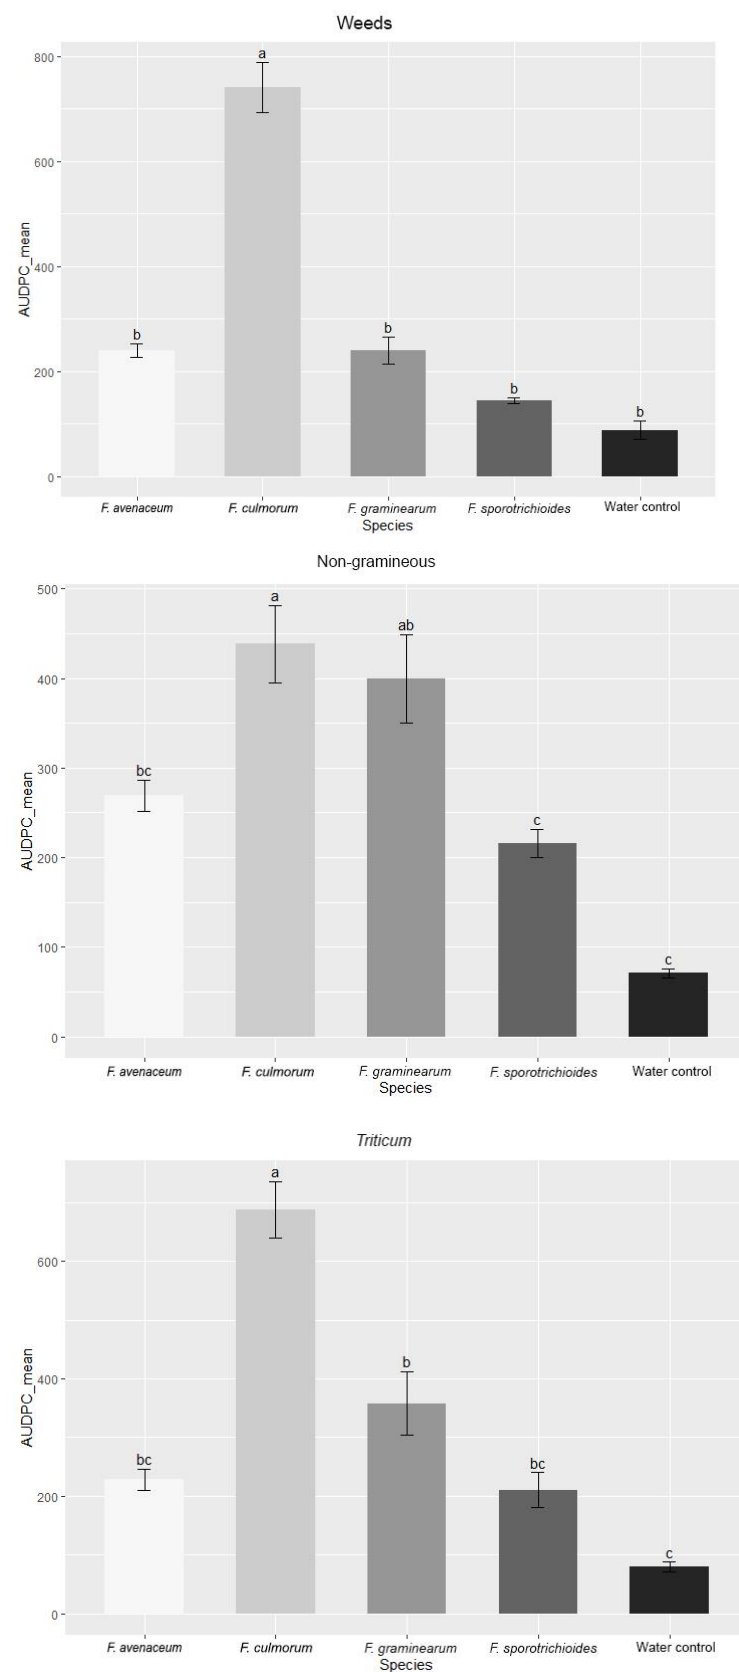 Weeds
AUDPC_mean
800
600
400
200
0
a
b
b
b
b
F. avenaceum
F. culmorum
F. graminearum
F. sporotrichioides
Water control
Species
Non-gramineous
AUDPC_mean
500
400
300
200
100
0
a
ab
bc
c
c
F. avenaceum
F. culmorum
F. graminearum
F. sporotrichioides
Water control
Species
Triticum
AUDPC_mean
600
400
200
0
a
b
bc
bc
c
F. avenaceum
F. culmorum
F. graminearum
F. sporotrichioides
Water control
Species